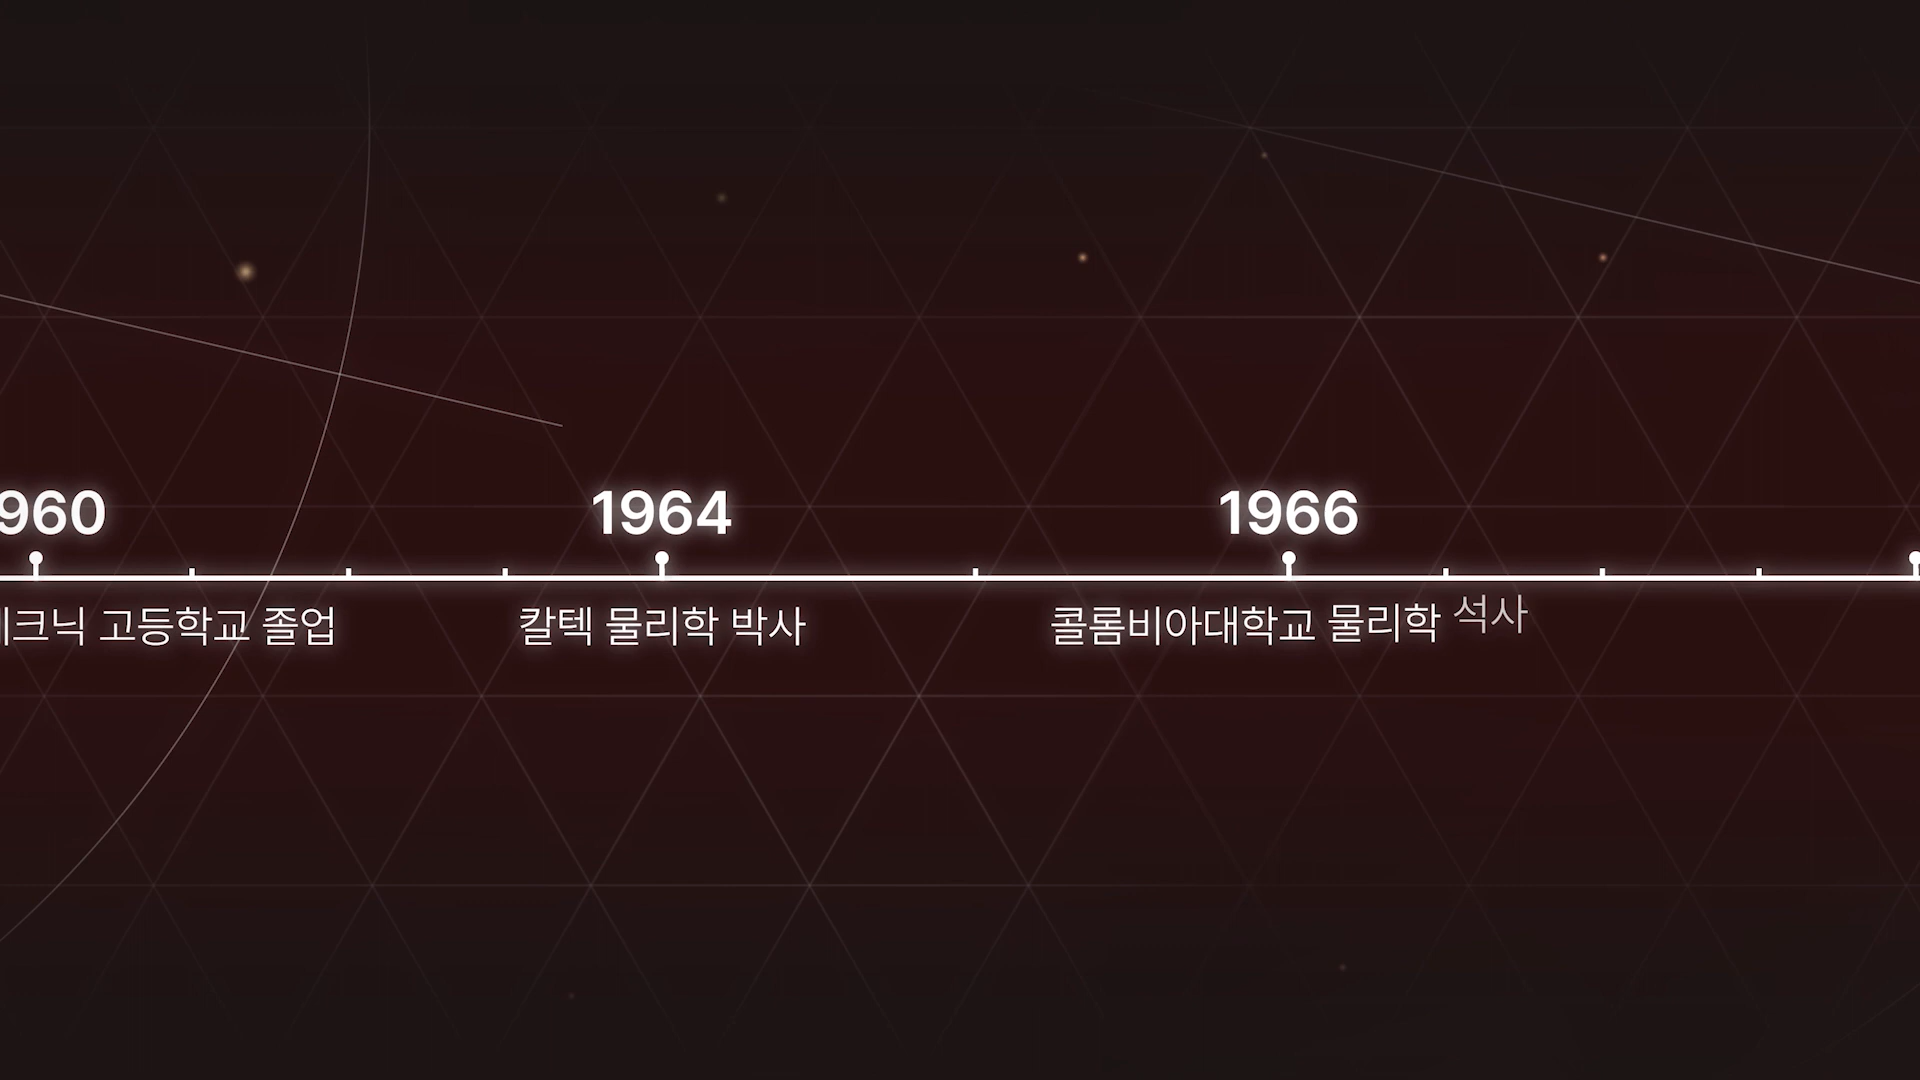 960
1964
1966
크닉 고등학교 졸업
칼텍 물리학 박사
콜롬비아대학교 물리학 석사